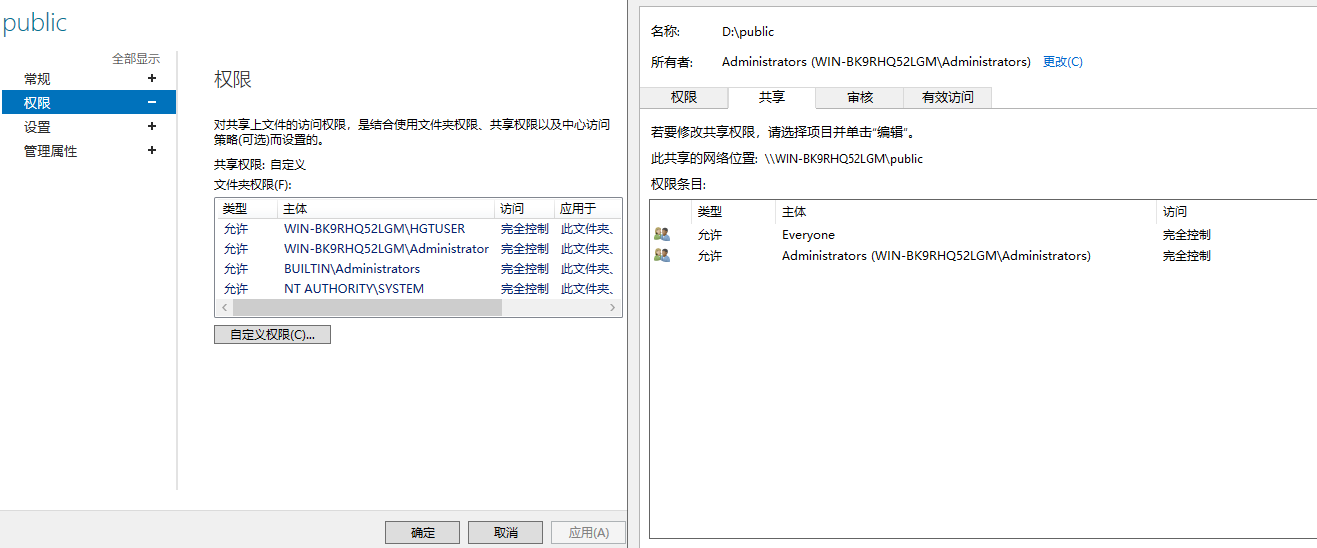 public
全部显示
常规 +
权限 −
设置 +
管理属性 +
权限
对共享上文件的访问权限，是结合使用文件夹权限、共享权限以及中心访问
策略(可选)而设置的。
共享权限: 自定义
文件夹权限(F):
类型 主体 访问 应用于
允许 WIN-BK9RHQ52LGM\HGTUSER 完全控制 此文件夹、
允许 WIN-BK9RHQ52LGM\Administrator 完全控制 此文件夹、
允许 BUILTIN\Administrators 完全控制 此文件夹、
允许 NT AUTHORITY\SYSTEM 完全控制 此文件夹、
自定义权限(C)...
确定 取消 应用(A)
名称: D:\public
所有者: Administrators (WIN-BK9RHQ52LGM\Administrators) 更改(C)
权限 共享 审核 有效访问
若要修改共享权限，请选择项目并单击“编辑”。
此共享的网络位置: \\WIN-BK9RHQ52LGM\public
权限条目:
类型 主体 访问
允许 Everyone 完全控制
允许 Administrators (WIN-BK9RHQ52LGM\Administrators) 完全控制